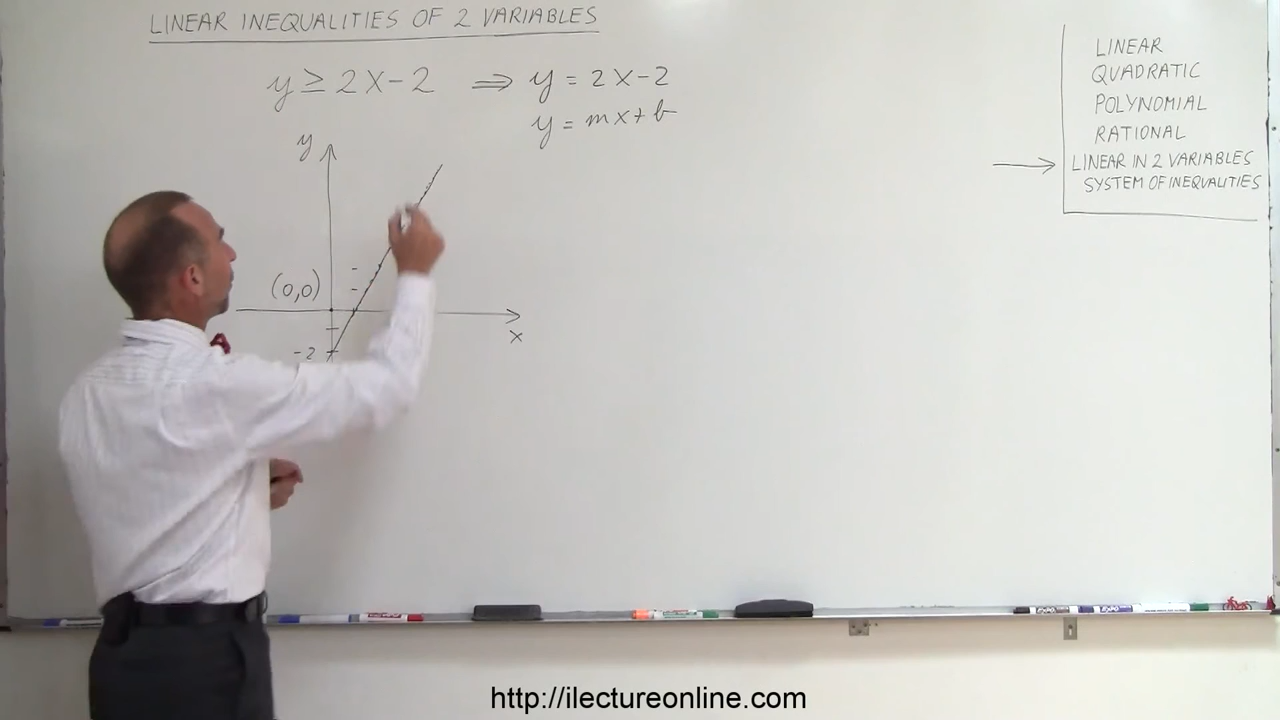 LINEAR INEQUALITIES OF 2 VARIABLES
y ≥ 2x-2 ⇒ y = 2x-2
y = mx+b
y
(0,0)
x
-2
LINEAR
QUADRATIC
POLYNOMIAL
RATIONAL
→ LINEAR IN 2 VARIABLES
SYSTEM OF INEQUALITIES
http://ilectureonline.com